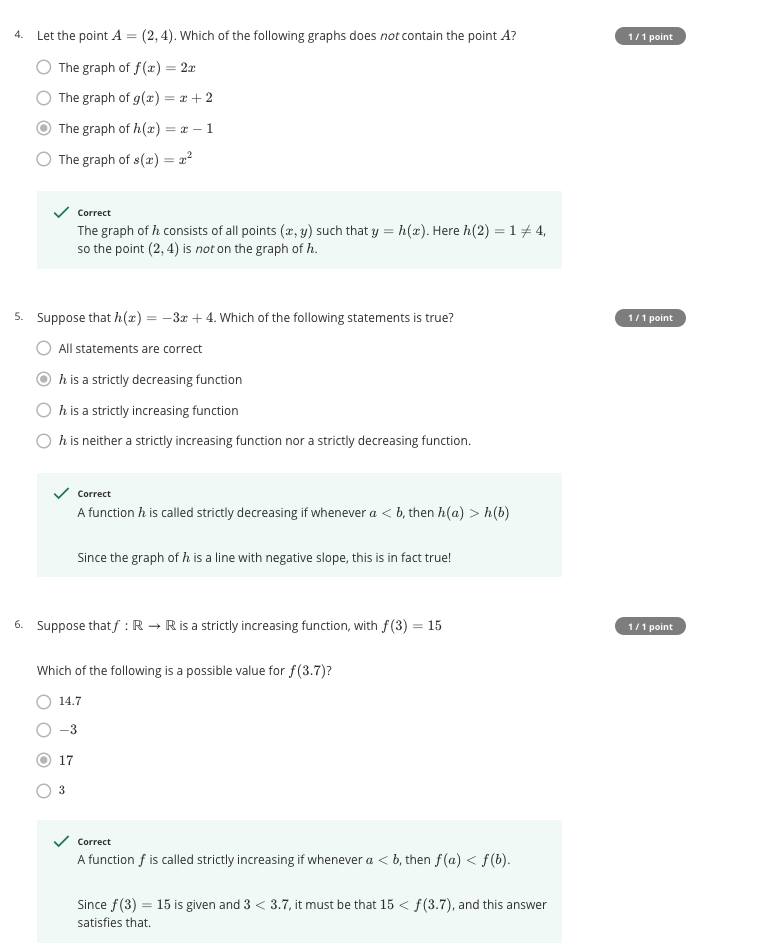 4. Let the point A = (2, 4). Which of the following graphs does not contain the point A?
1 / 1 point
The graph of f(x) = 2x
The graph of g(x) = x + 2
The graph of h(x) = x − 1
The graph of s(x) = x²
Correct
The graph of h consists of all points (x, y) such that y = h(x). Here h(2) = 1 ≠ 4,
so the point (2, 4) is not on the graph of h.
5. Suppose that h(x) = −3x + 4. Which of the following statements is true?
1 / 1 point
All statements are correct
h is a strictly decreasing function
h is a strictly increasing function
h is neither a strictly increasing function nor a strictly decreasing function.
Correct
A function h is called strictly decreasing if whenever a < b, then h(a) > h(b)
Since the graph of h is a line with negative slope, this is in fact true!
6. Suppose that f : ℝ → ℝ is a strictly increasing function, with f(3) = 15
1 / 1 point
Which of the following is a possible value for f(3.7)?
14.7
−3
17
3
Correct
A function f is called strictly increasing if whenever a < b, then f(a) < f(b).
Since f(3) = 15 is given and 3 < 3.7, it must be that 15 < f(3.7), and this answer
satisfies that.